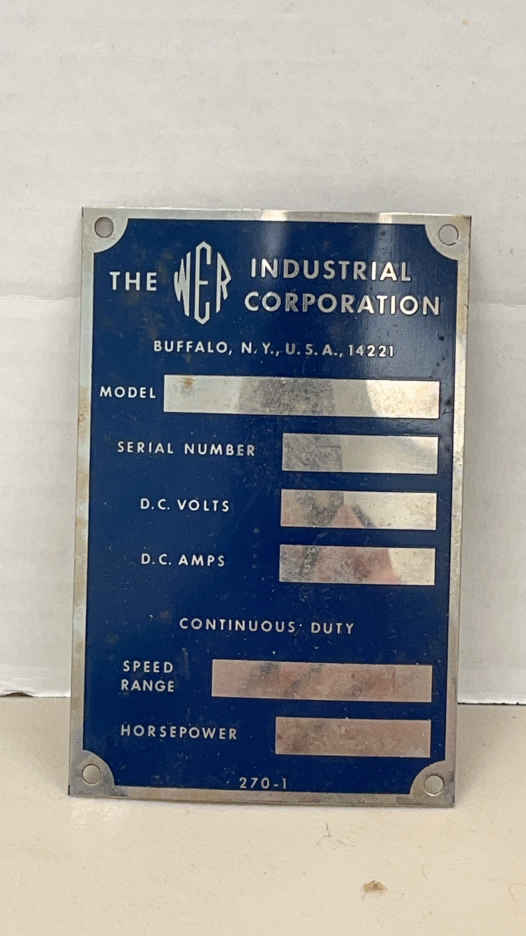 THE WER INDUSTRIAL CORPORATION
BUFFALO, N.Y., U.S.A., 14221
MODEL
SERIAL NUMBER
D.C. VOLTS
D.C. AMPS
CONTINUOUS DUTY
SPEED
RANGE
HORSEPOWER
270-1